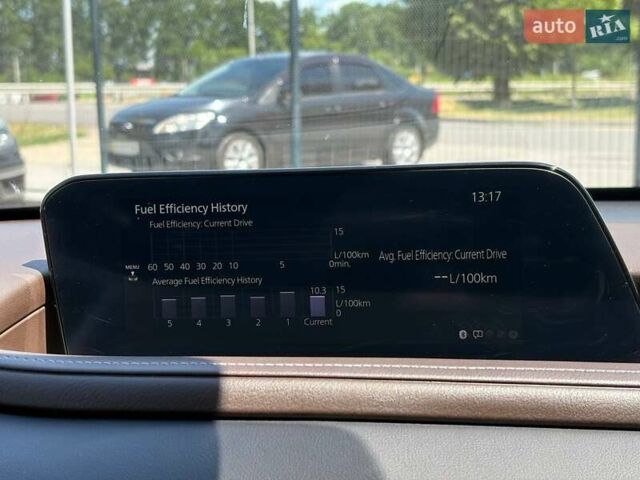 auto RIA .com
Fuel Efficiency History
13:17
Fuel Efficiency: Current Drive
15
L/100km
60 50 40 30 20 10 5 0min.
Avg. Fuel Efficiency: Current Drive
-- L/100km
MENU
Average Fuel Efficiency History
10.3 15
L/100km
0
5 4 3 2 1 Current